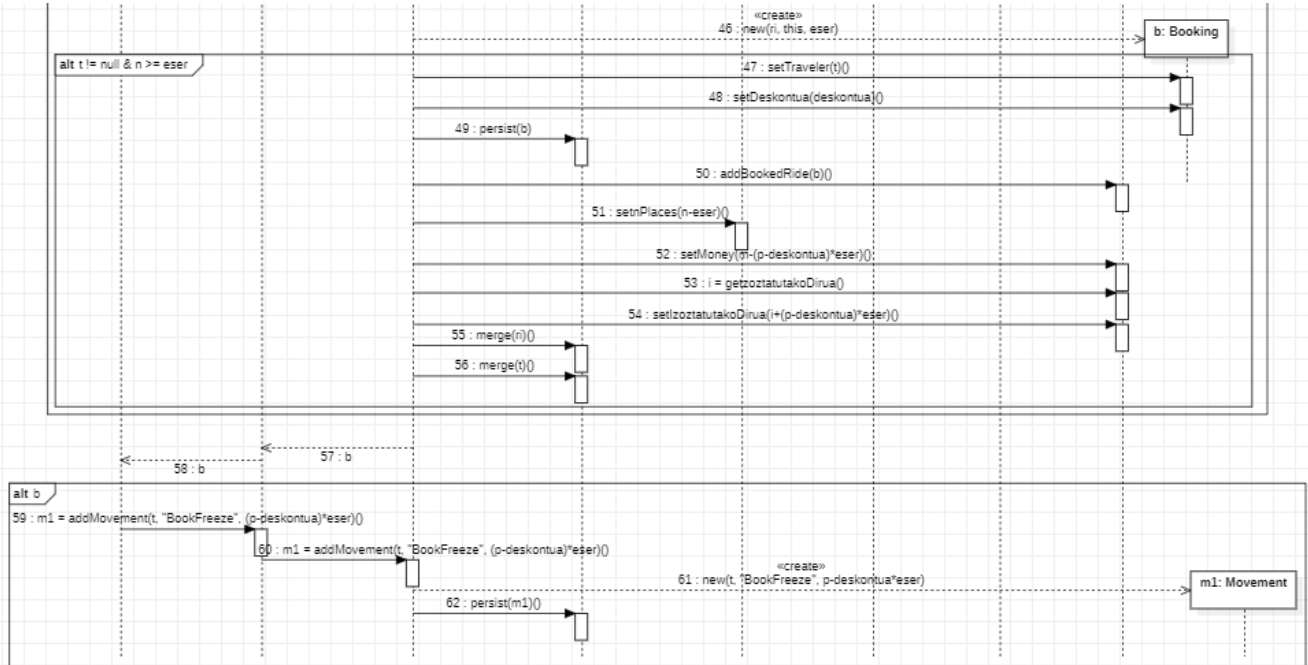 «create»
46 : new(ri, this, eser)
b: Booking
alt t != null & n >= eser
47 : setTraveler(t)()
48 : setDeskontua(deskontua)()
49 : persist(b)
50 : addBookedRide(b)()
51 : setnPlaces(n-eser)()
52 : setMoney(m-(p-deskontua)*eser)()
53 : i = getzoztatutakoDirua()
54 : setIzoztatutakoDirua(i+(p-deskontua)*eser)()
55 : merge(ri)()
56 : merge(t)()
57 : b
58 : b
alt b
59 : m1 = addMovement(t, "BookFreeze", (p-deskontua)*eser)()
60 : m1 = addMovement(t, "BookFreeze", (p-deskontua)*eser)()
«create»
61 : new(t, "BookFreeze", p-deskontua*eser)
m1: Movement
62 : persist(m1)()